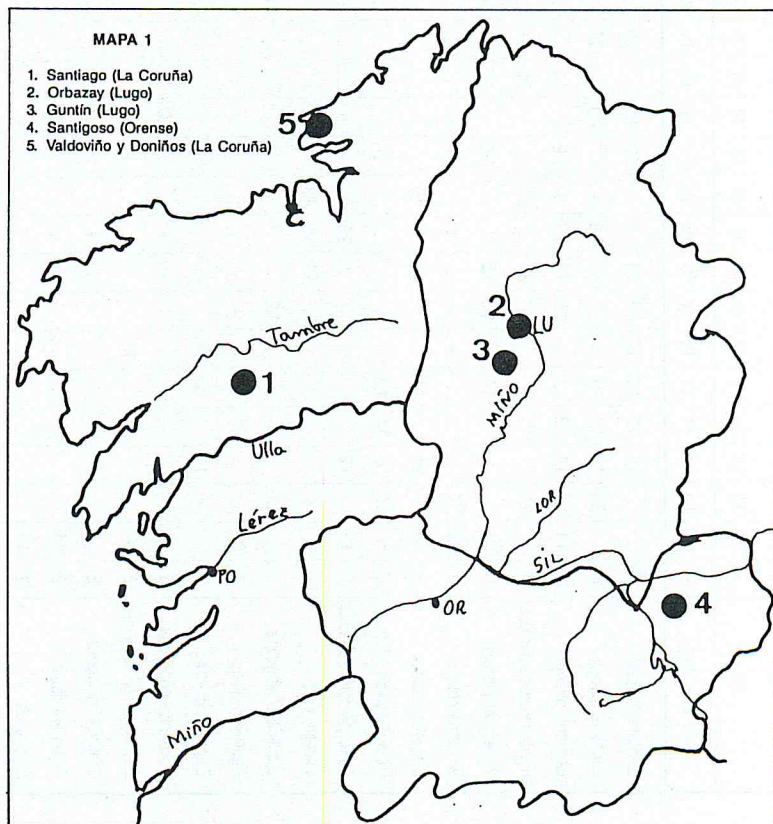 MAPA 1
1. Santiago (La Coruña)
2. Orbazay (Lugo)
3. Guntín (Lugo)
4. Santigoso (Orense)
5. Valdoviño y Doniños (La Coruña)
5
C
2
LU
Tambre
3
1
MIÑO
Ulla
LOR
Lérez
SIL
PO
OR
4
Miño